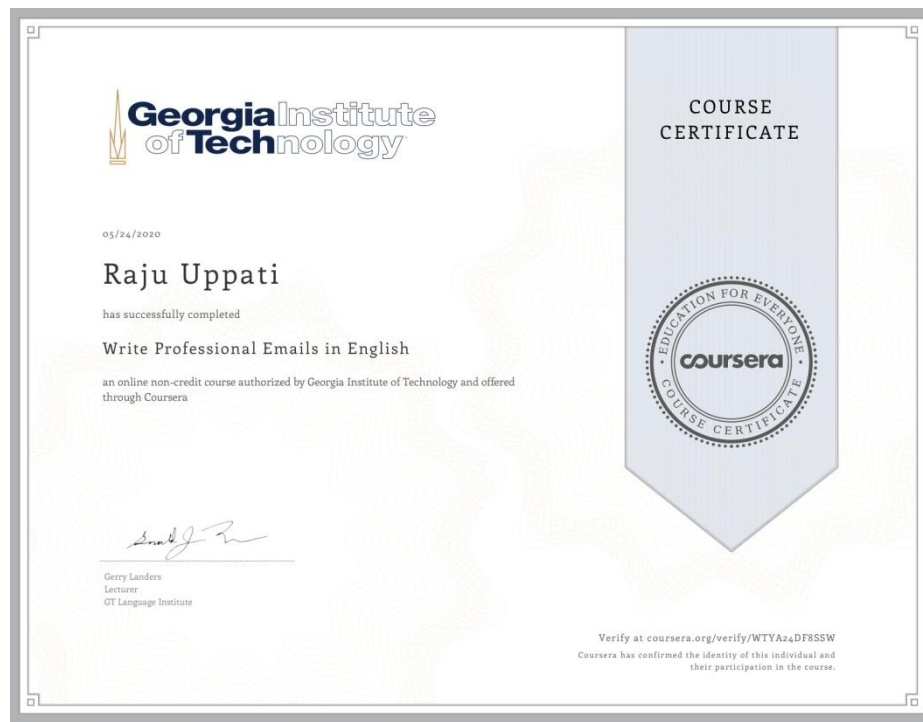 Georgia Institute
of Technology
COURSE
CERTIFICATE
05/24/2020
Raju Uppati
has successfully completed
Write Professional Emails in English
an online non-credit course authorized by Georgia Institute of Technology and offered
through Coursera
EDUCATION FOR EVERYONE
coursera
COURSE CERTIFICATE
Gerry Landers
Lecturer
GT Language Institute
Verify at coursera.org/verify/WTYA24DF8SSW
Coursera has confirmed the identity of this individual and
their participation in the course.